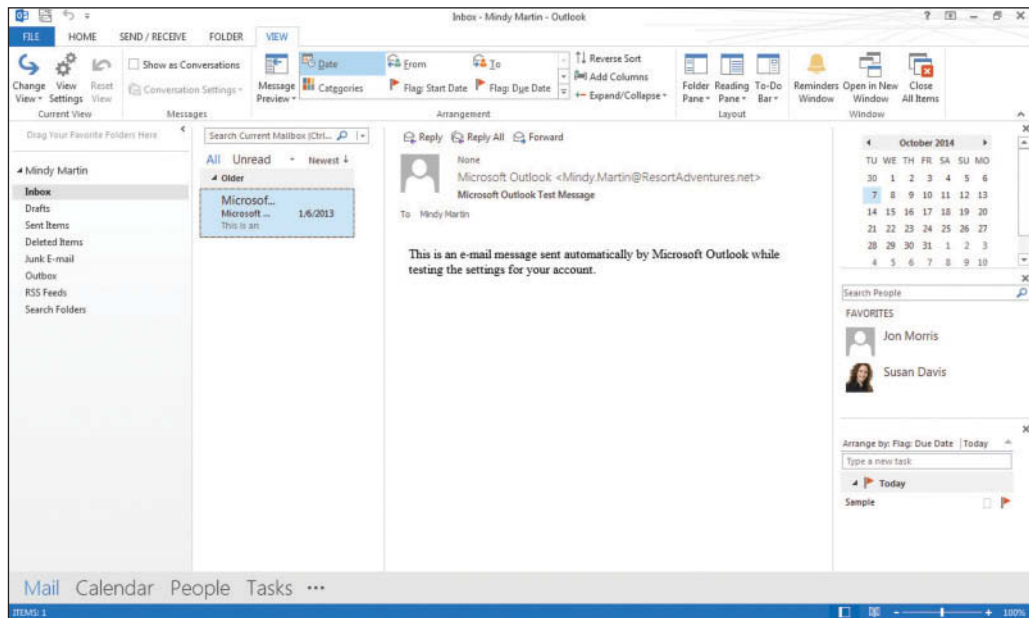 Inbox - Mindy Martin - Outlook
FILE HOME SEND / RECEIVE FOLDER VIEW
Change View View Settings Reset View
Current View
Show as Conversations
Conversation Settings
Messages
Message Preview
Date From To
Categories Flag: Start Date Flag: Due Date
Reverse Sort
Add Columns
Expand/Collapse
Arrangement
Folder Pane Reading Pane To-Do Bar
Layout
Reminders Window Open in New Window Close All Items
Window
Drag Your Favorite Folders Here
Mindy Martin
Inbox
Drafts
Sent Items
Deleted Items
Junk E-mail
Outbox
RSS Feeds
Search Folders
Search Current Mailbox (Ctrl...
All Unread Newest
Older
Microsof...
Microsoft ... 1/6/2013
This is an
Reply Reply All Forward
None
Microsoft Outlook <Mindy.Martin@ResortAdventures.net>
Microsoft Outlook Test Message
To Mindy Martin
This is an e-mail message sent automatically by Microsoft Outlook while
testing the settings for your account.
October 2014
TU WE TH FR SA SU MO
30 1 2 3 4 5 6
7 8 9 10 11 12 13
14 15 16 17 18 19 20
21 22 23 24 25 26 27
28 29 30 31 1 2 3
4 5 6 7 8 9 10
Search People
FAVORITES
Jon Morris
Susan Davis
Arrange by: Flag: Due Date Today
Type a new task
Today
Sample
Mail Calendar People Tasks ...
ITEMS: 1
100%